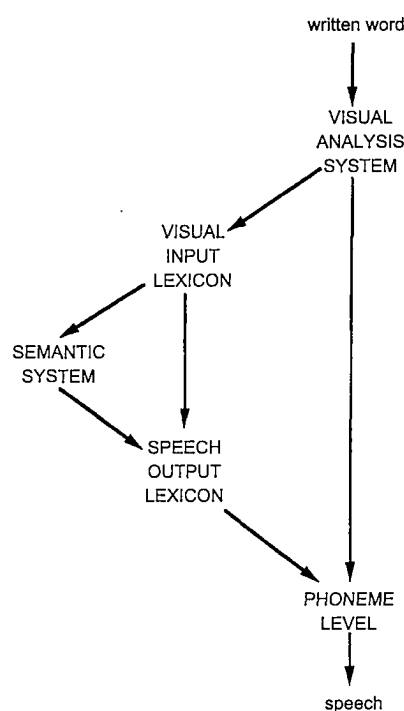 written word
VISUAL
ANALYSIS
SYSTEM
VISUAL
INPUT
LEXICON
SEMANTIC
SYSTEM
SPEECH
OUTPUT
LEXICON
PHONEME
LEVEL
speech